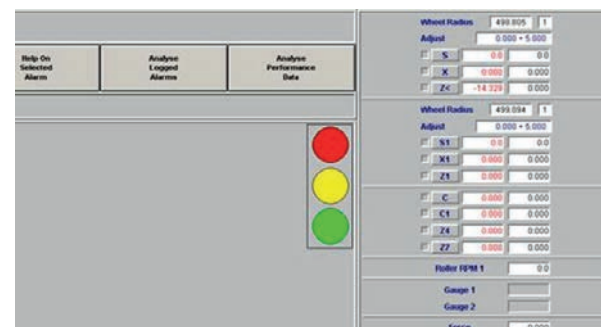 Help On
Selected
Alarm
Analyse
Logged
Alarms
Analyse
Performance
Data
Wheel Radius 498.805 1
Adjust 0.000 + 5.000
S 0.0 0.0
X 0.000 0.000
Z< -14.329 0.000
Wheel Radius 499.094 1
Adjust 0.000 + 5.000
S1 0.0 0.0
X1 0.000 0.000
Z1 0.000 0.000
C 0.000 0.000
C1 0.000 0.000
Z4 0.000 0.000
Z7 0.000 0.000
Roller RPM 1 0.0
Gauge 1
Gauge 2
Force 0.000